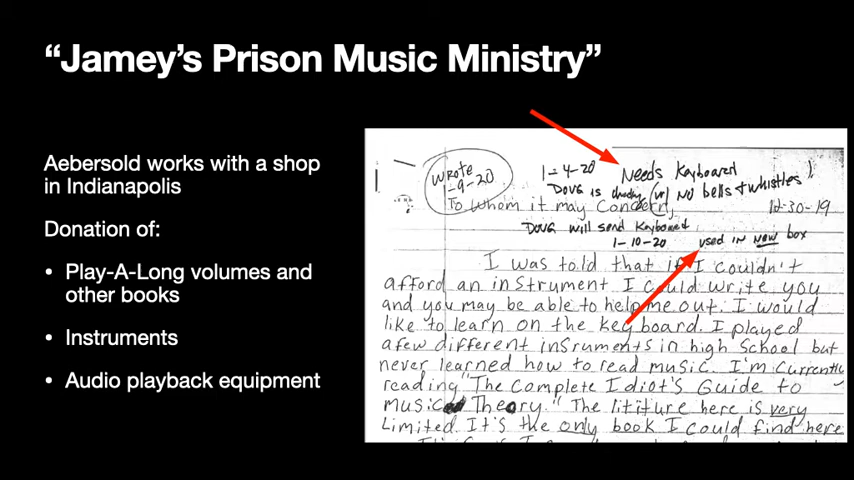 “Jamey’s Prison Music Ministry”
Aebersold works with a shop
in Indianapolis
Donation of:
• Play-A-Long volumes and
other books
• Instruments
• Audio playback equipment
Wrote
1-9-20
1-4-20
Needs Keyboard
Doug is checking
No bells & whistles!
To whom it may Concern,
12-30-19
Doug will send Keyboard
1-10-20
used in new box
I was told that if I couldn't
afford an instrument I could write you
and you may be able to help me out. I would
like to learn on the keyboard. I played
a few different insruments in high school but
never learned how to read music. I'm currently
reading "The Complete Idiot's Guide to
Music Theory." The lititure here is very
Limited. It's the only book I could find here